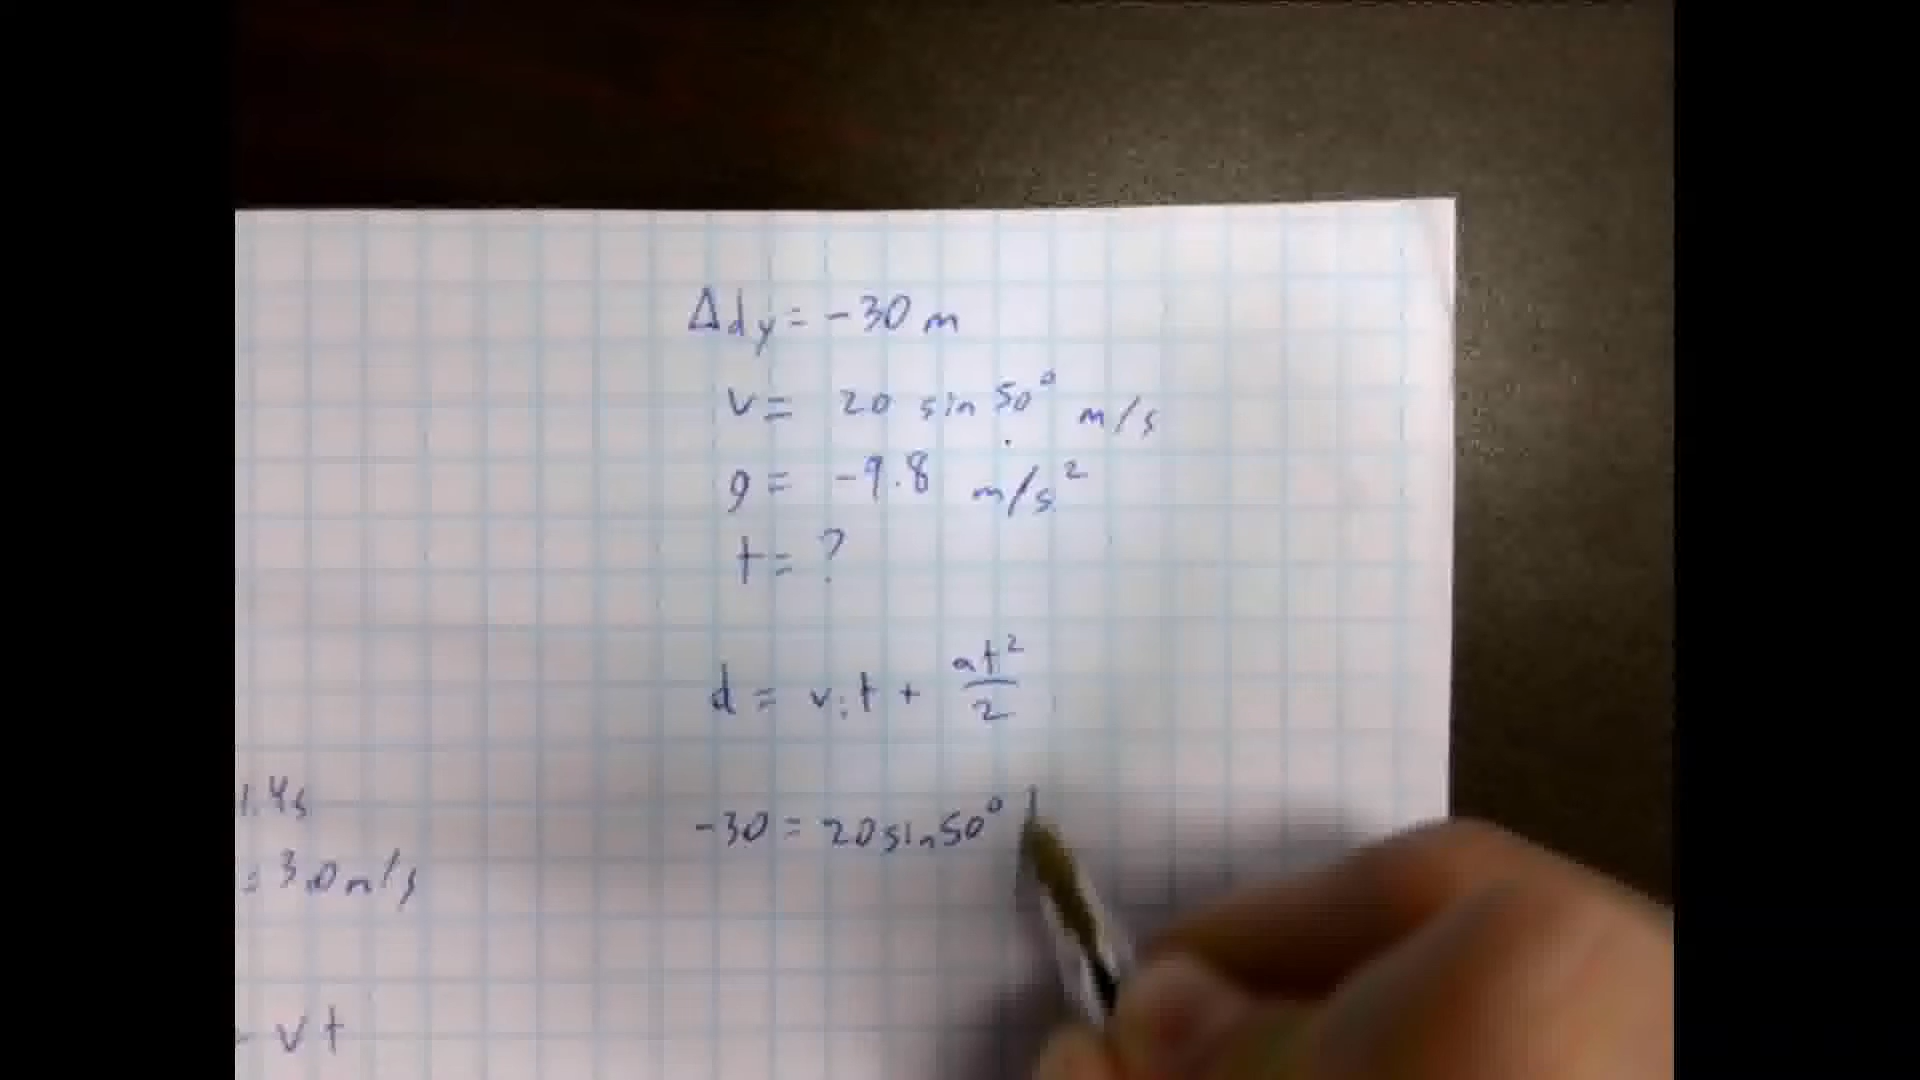 Δdy = -30 m
v = 20 sin 50° m/s
g = -9.8 m/s²
t = ?
d = vᵢt + at²/2
1.4s
-30 = 20sin50°
= 3.0 m/s
- vt